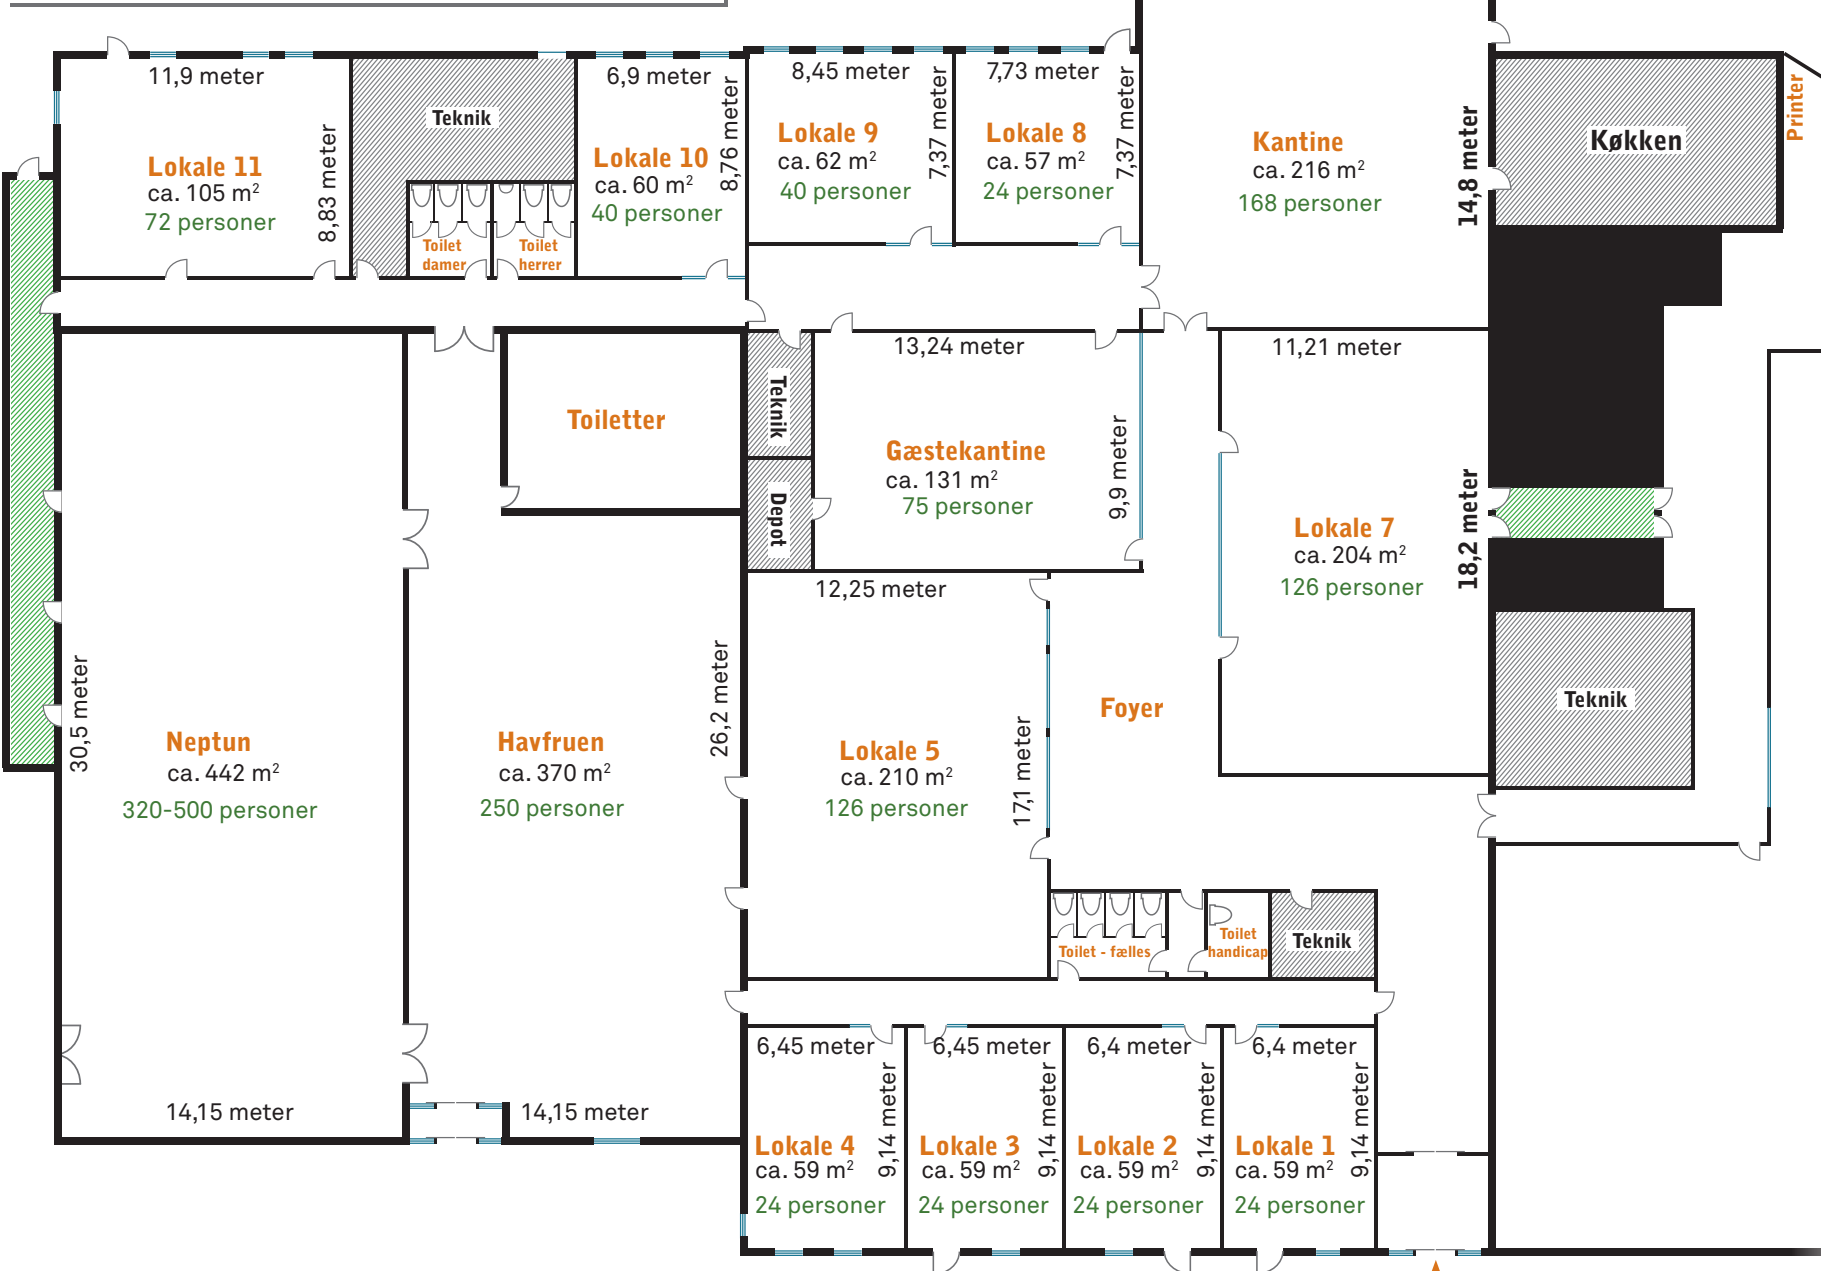 11,9 meter
8,83 meter
Lokale 11
ca. 105 m²
72 personer
Teknik
Toilet
damer
Toilet
herrer
6,9 meter
8,76 meter
Lokale 10
ca. 60 m²
40 personer
8,45 meter
7,37 meter
Lokale 9
ca. 62 m²
40 personer
7,73 meter
7,37 meter
Lokale 8
ca. 57 m²
24 personer
Kantine
ca. 216 m²
168 personer
14,8 meter
Køkken
Printer
Toiletter
Teknik
Depot
13,24 meter
Gæstekantine
ca. 131 m²
75 personer
9,9 meter
11,21 meter
Lokale 7
ca. 204 m²
126 personer
18,2 meter
Teknik
30,5 meter
Neptun
ca. 442 m²
320-500 personer
14,15 meter
Havfruen
ca. 370 m²
250 personer
26,2 meter
14,15 meter
12,25 meter
Lokale 5
ca. 210 m²
126 personer
17,1 meter
Foyer
Toilet - fælles
Toilet
handicap
Teknik
6,45 meter
9,14 meter
Lokale 4
ca. 59 m²
24 personer
6,45 meter
9,14 meter
Lokale 3
ca. 59 m²
24 personer
6,4 meter
9,14 meter
Lokale 2
ca. 59 m²
24 personer
6,4 meter
9,14 meter
Lokale 1
ca. 59 m²
24 personer